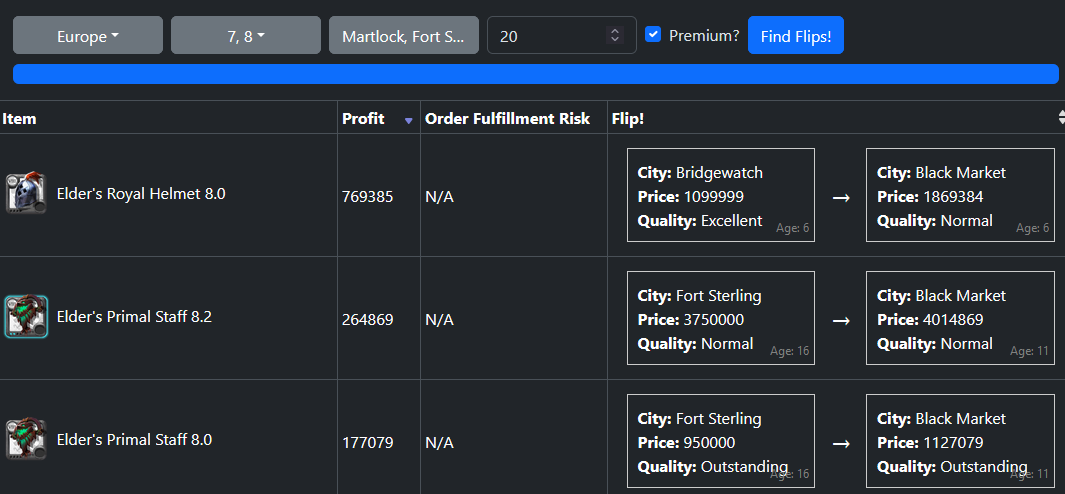 Europe 7, 8 Martlock, Fort S... 20 Premium? Find Flips!
Item Profit Order Fulfillment Risk Flip!
Elder's Royal Helmet 8.0
769385
N/A
City: Bridgewatch
Price: 1099999
Quality: Excellent
Age: 6
→
City: Black Market
Price: 1869384
Quality: Normal
Age: 6
Elder's Primal Staff 8.2
264869
N/A
City: Fort Sterling
Price: 3750000
Quality: Normal
Age: 16
→
City: Black Market
Price: 4014869
Quality: Normal
Age: 11
Elder's Primal Staff 8.0
177079
N/A
City: Fort Sterling
Price: 950000
Quality: Outstanding
Age: 16
→
City: Black Market
Price: 1127079
Quality: Outstanding
Age: 11